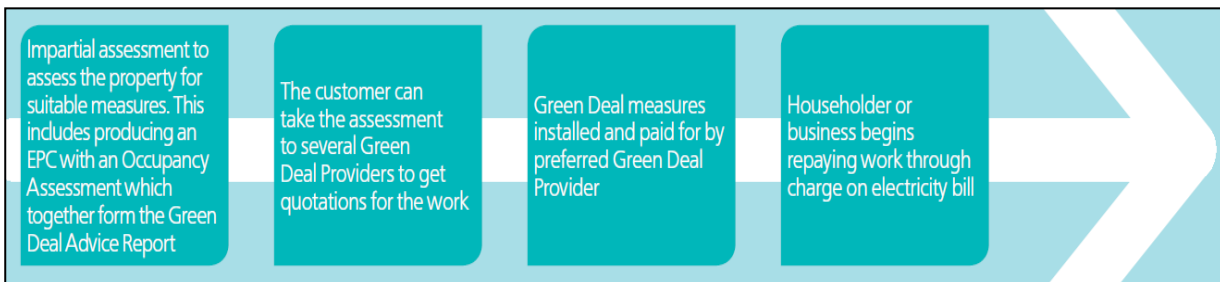 Impartial assessment to
assess the property for
suitable measures. This
includes producing an
EPC with an Occupancy
Assessment which
together form the Green
Deal Advice Report
The customer can
take the assessment
to several Green
Deal Providers to get
quotations for the work
Green Deal measures
installed and paid for by
preferred Green Deal
Provider
Householder or
business begins
repaying work through
charge on electricity bill